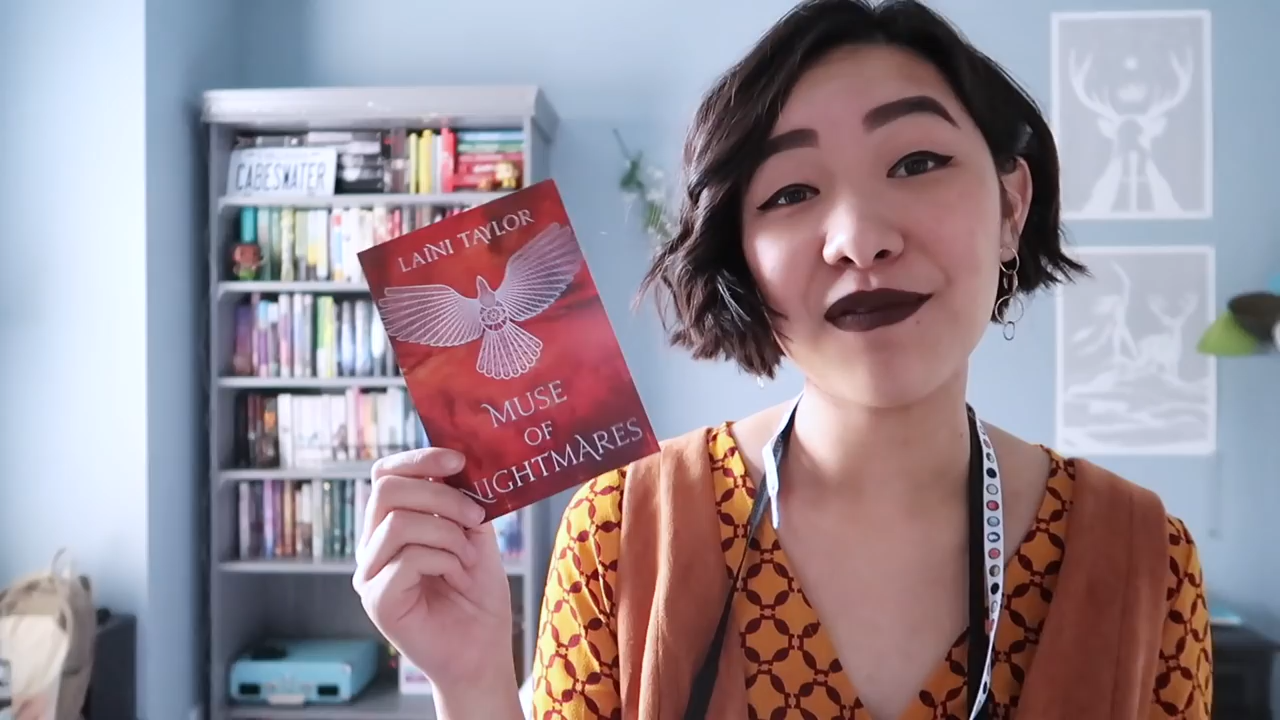 CABESWATER
LAINI TAYLOR
MUSE
OF
NIGHTMARES